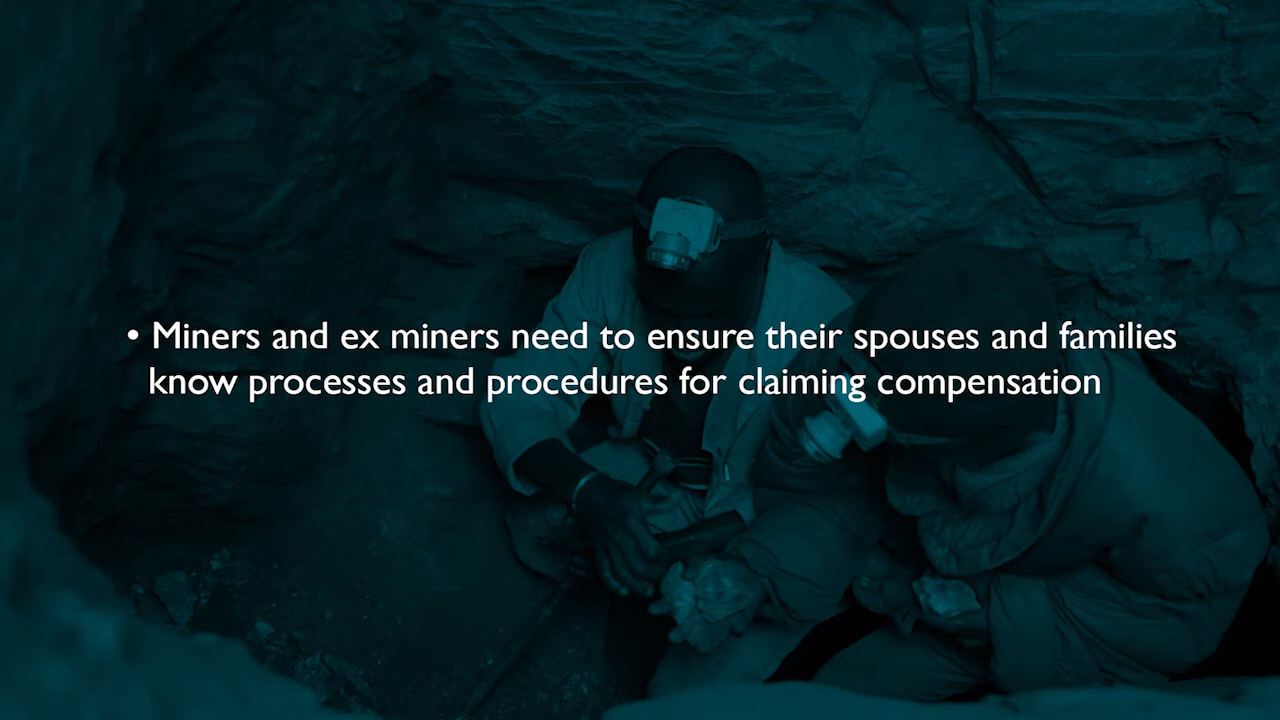 • Miners and ex miners need to ensure their spouses and families
know processes and procedures for claiming compensation